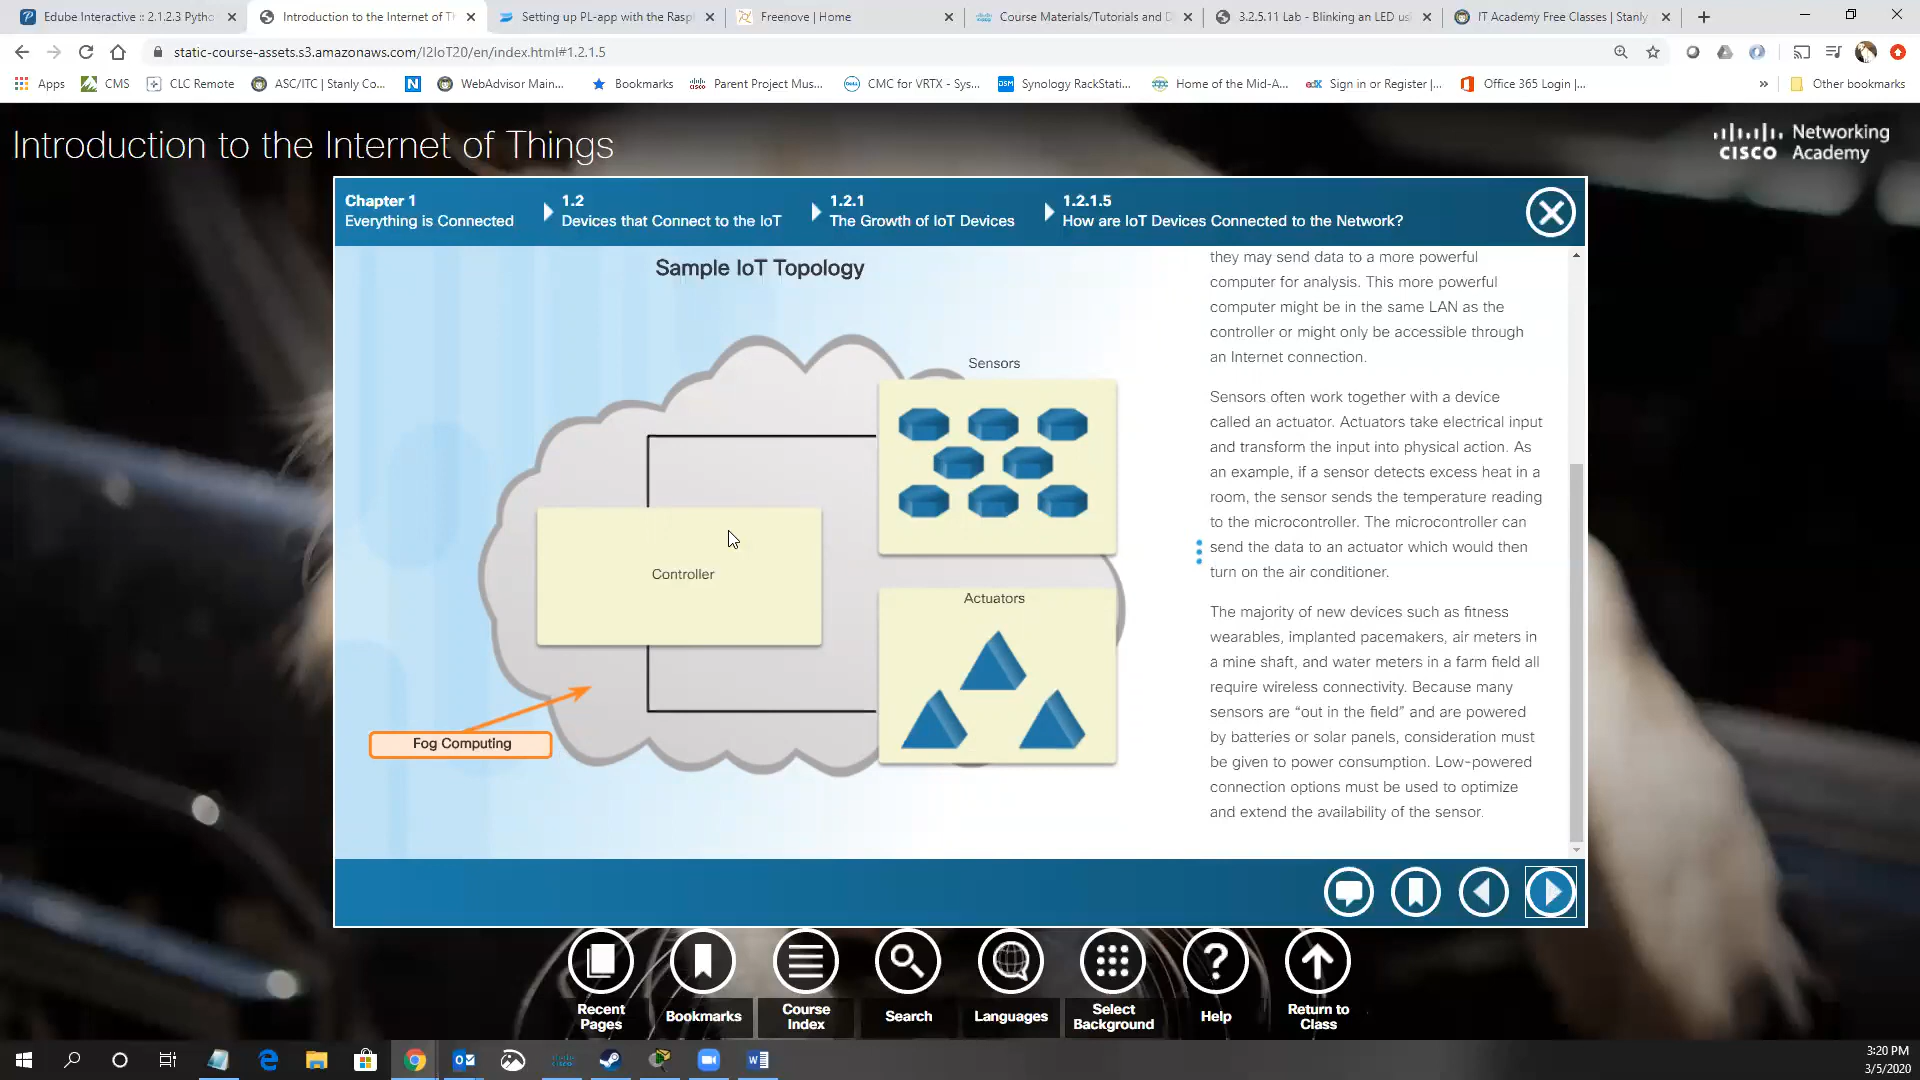 Edube Interactive :: 2.1.2.3 Pytho
Introduction to the Internet of Th
Setting up PL-app with the Rasp
Freenove | Home
Course Materials/Tutorials and D
3.2.5.11 Lab - Blinking an LED us
IT Academy Free Classes | Stanly
static-course-assets.s3.amazonaws.com/I2IoT20/en/index.html#1.2.1.5
Apps
CMS
CLC Remote
ASC/ITC | Stanly Co...
N
WebAdvisor Main...
Bookmarks
Parent Project Mus...
CMC for VRTX - Sys...
Synology RackStati...
Home of the Mid-A...
Sign in or Register |...
Office 365 Login |...
»
Other bookmarks
Introduction to the Internet of Things
CISCO
Networking
Academy
Chapter 1
Everything is Connected
1.2
Devices that Connect to the IoT
1.2.1
The Growth of IoT Devices
1.2.1.5
How are IoT Devices Connected to the Network?
Sample IoT Topology
Sensors
Controller
Actuators
Fog Computing
they may send data to a more powerful
computer for analysis. This more powerful
computer might be in the same LAN as the
controller or might only be accessible through
an Internet connection.
Sensors often work together with a device
called an actuator. Actuators take electrical input
and transform the input into physical action. As
an example, if a sensor detects excess heat in a
room, the sensor sends the temperature reading
to the microcontroller. The microcontroller can
send the data to an actuator which would then
turn on the air conditioner.
The majority of new devices such as fitness
wearables, implanted pacemakers, air meters in
a mine shaft, and water meters in a farm field all
require wireless connectivity. Because many
sensors are “out in the field” and are powered
by batteries or solar panels, consideration must
be given to power consumption. Low-powered
connection options must be used to optimize
and extend the availability of the sensor.
Recent
Pages
Bookmarks
Course
Index
Search
Languages
Select
Background
Help
Return to
Class
3:20 PM
3/5/2020